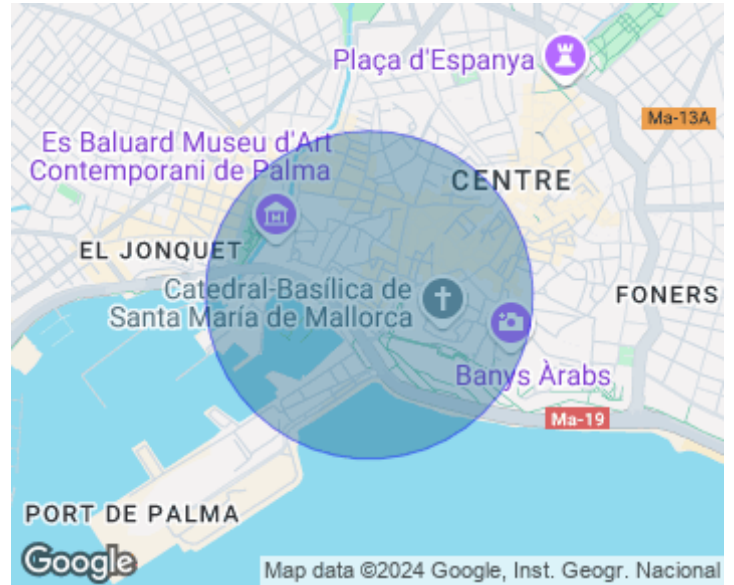 Plaça d'Espanya
Ma-13A
Es Baluard Museu d'Art
Contemporani de Palma
CENTRE
EL JONQUET
Catedral-Basílica de
Santa María de Mallorca
FONERS
Banys Àrabs
Ma-19
PORT DE PALMA
Google
Map data ©2024 Google, Inst. Geogr. Nacional